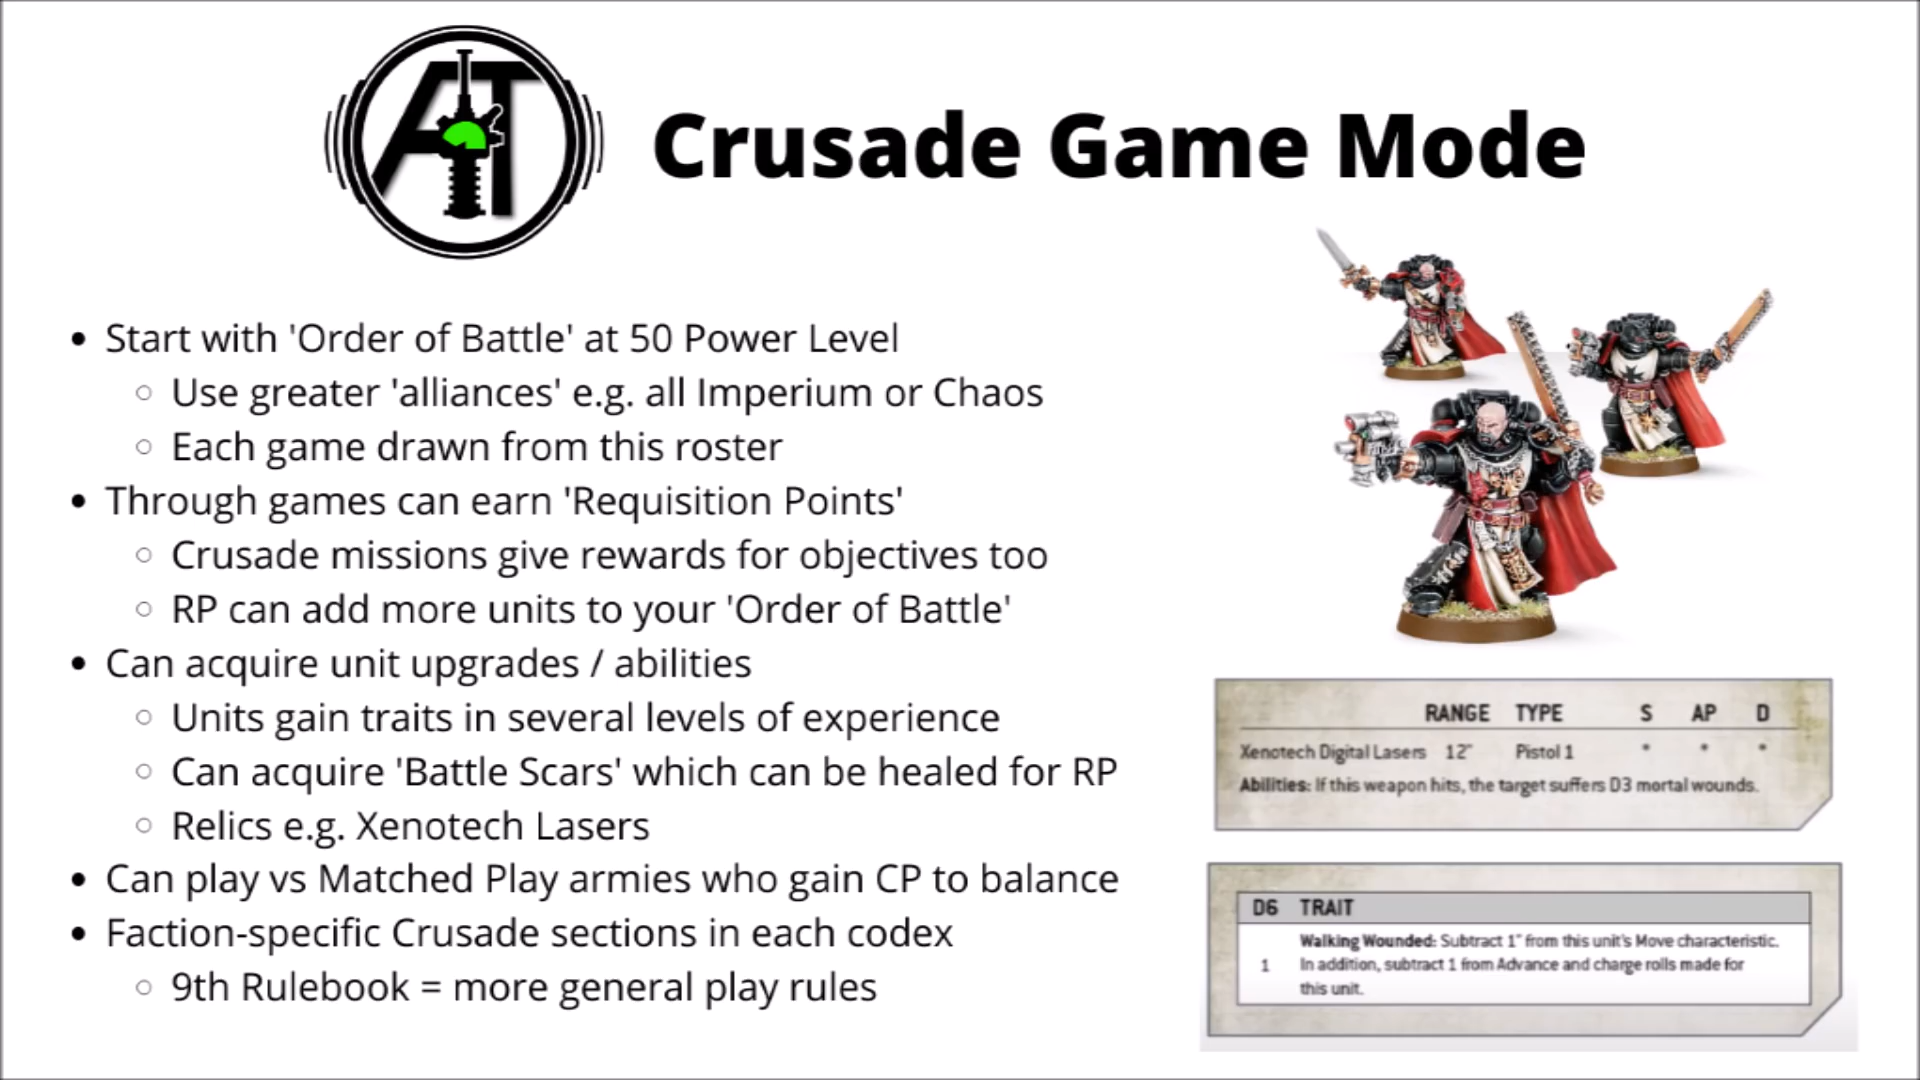 AT
Crusade Game Mode
• Start with 'Order of Battle' at 50 Power Level
○ Use greater 'alliances' e.g. all Imperium or Chaos
○ Each game drawn from this roster
• Through games can earn 'Requisition Points'
○ Crusade missions give rewards for objectives too
○ RP can add more units to your 'Order of Battle'
• Can acquire unit upgrades / abilities
○ Units gain traits in several levels of experience
○ Can acquire 'Battle Scars' which can be healed for RP
○ Relics e.g. Xenotech Lasers
• Can play vs Matched Play armies who gain CP to balance
• Faction-specific Crusade sections in each codex
○ 9th Rulebook = more general play rules
RANGE TYPE S AP D
Xenotech Digital Lasers 12" Pistol 1 * * *
Abilities: If this weapon hits, the target suffers D3 mortal wounds.
D6 TRAIT
Walking Wounded: Subtract 1" from this unit's Move characteristic.
1 In addition, subtract 1 from Advance and charge rolls made for
this unit.